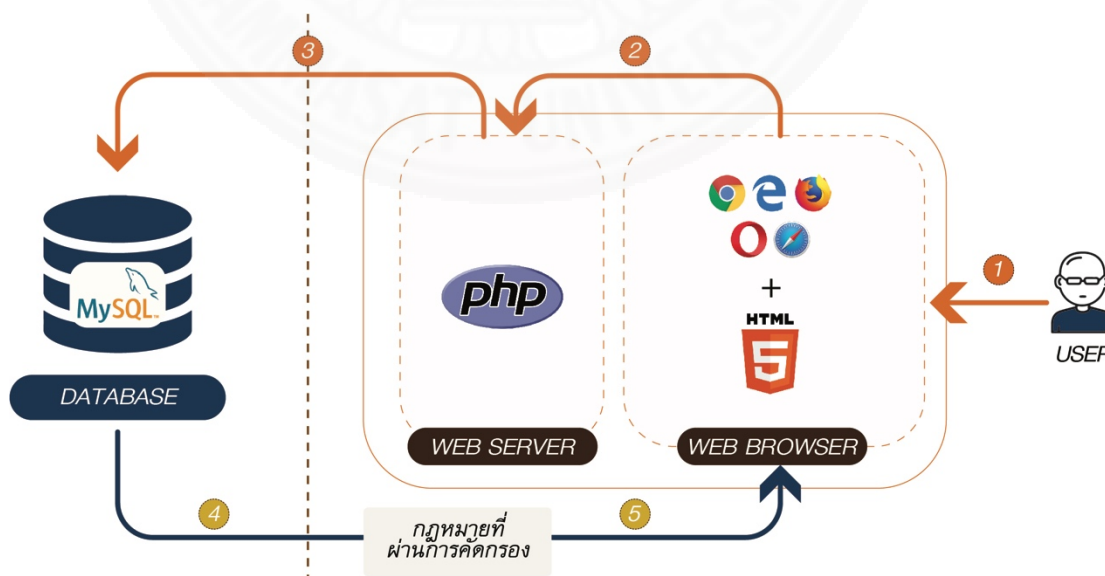 3
2
1
php
+
HTML
5
MySQL
USER
DATABASE
WEB SERVER
WEB BROWSER
4
5
กฎหมายที่
ผ่านการคัดกรอง